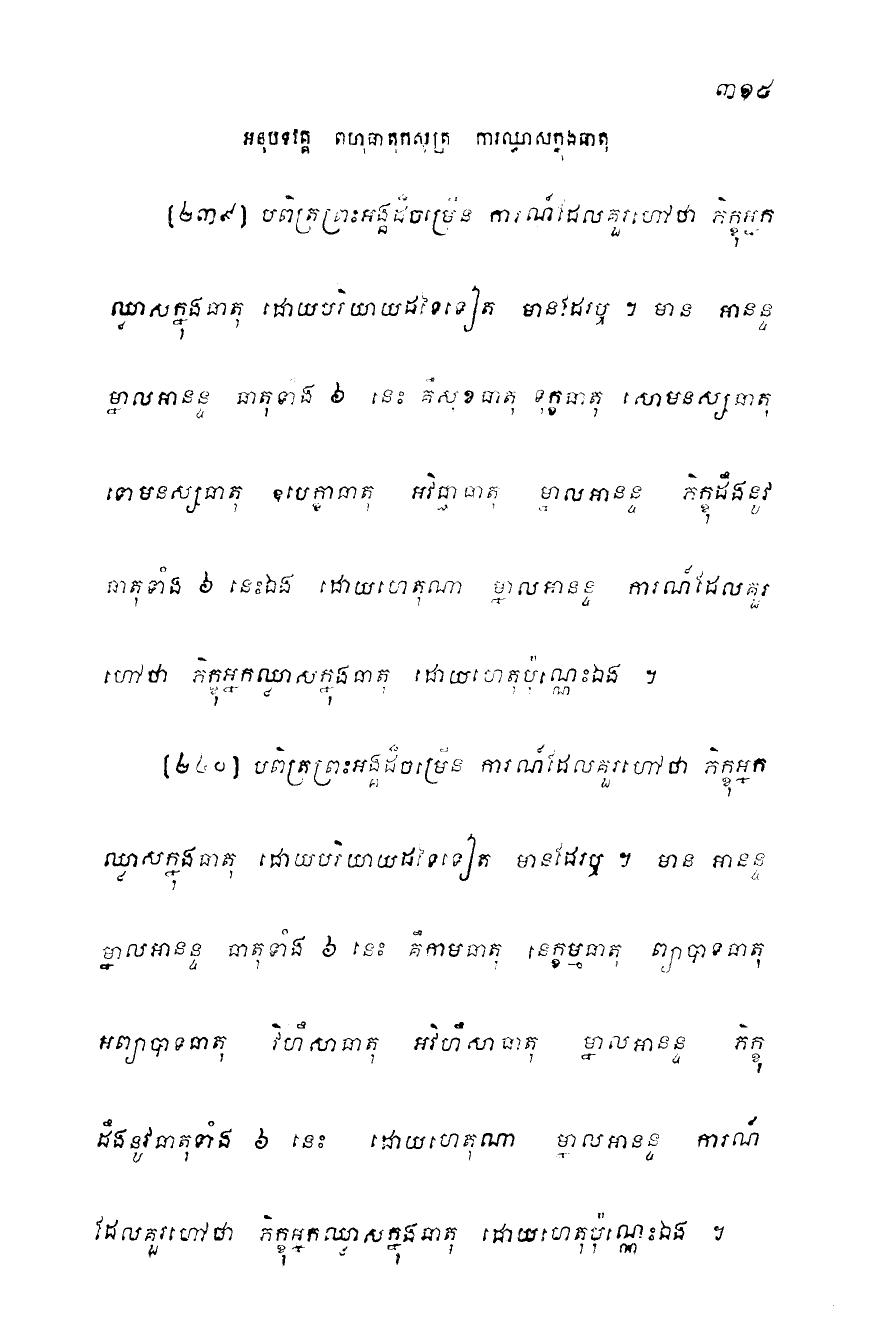 ៣១៩
អនុបទវគ្គ ពហុធាតុកសូត្រ ការឈ្លាសក្នុងធាតុ
[២៣៩] បពិត្រព្រះអង្គដ៏ចម្រើន ការណ៍ដែលគួរហៅថា ភិក្ខុអ្នក
ឈ្លាសក្នុងធាតុ ដោយបរិយាយដទៃទៀត មានដែរឬ ។ មាន អានន្ទ
ម្នាលអានន្ទ ធាតុទាំង ៦ នេះ គឺសុខធាតុ ទុក្ខធាតុ សោមនស្សធាតុ
ទោមនស្សធាតុ ឧបេក្ខាធាតុ អវិជ្ជាធាតុ ម្នាលអានន្ទ ភិក្ខុដឹងនូវ
ធាតុទាំង ៦ នេះឯង ដោយហេតុណា ម្នាលអានន្ទ ការណ៍ដែលគួរ
ហៅថា ភិក្ខុអ្នកឈ្លាសក្នុងធាតុ ដោយហេតុប៉ុណ្ណេះឯង ។
[២៤០] បពិត្រព្រះអង្គដ៏ចម្រើន ការណ៍ដែលគួរហៅថា ភិក្ខុអ្នក
ឈ្លាសក្នុងធាតុ ដោយបរិយាយដទៃទៀត មានដែរឬ ។ មាន អានន្ទ
ម្នាលអានន្ទ ធាតុទាំង ៦ នេះ គឺកាមធាតុ នេក្ខម្មធាតុ ព្យាបាទធាតុ
អព្យាបាទធាតុ វិហឹសាធាតុ អវិហឹសាធាតុ ម្នាលអានន្ទ ភិក្ខុ
ដឹងនូវធាតុទាំង ៦ នេះ ដោយហេតុណា ម្នាលអានន្ទ ការណ៍
ដែលគួរហៅថា ភិក្ខុអ្នកឈ្លាសក្នុងធាតុ ដោយហេតុប៉ុណ្ណេះឯង ។